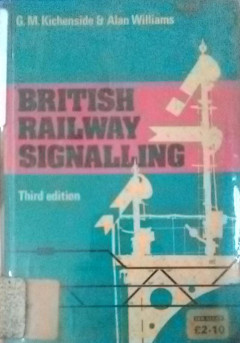 G. M. Kichenside & Alan Williams
BRITISH
RAILWAY
SIGNALLING
Third edition
£2·10